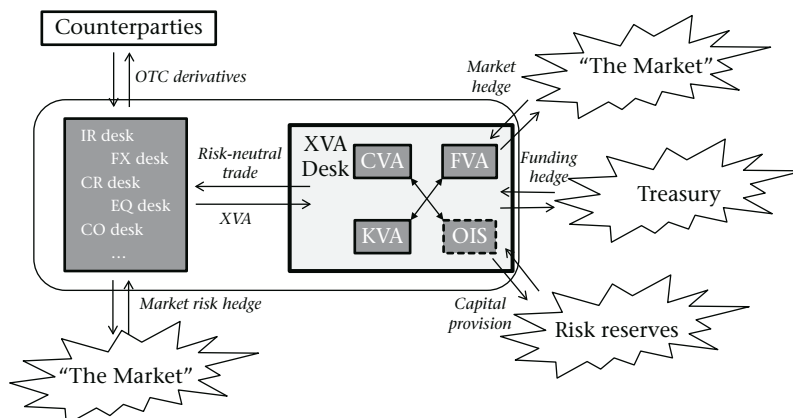 Counterparties
OTC derivatives
Market
hedge
“The Market”
IR desk
FX desk
CR desk
EQ desk
CO desk
...
Risk-neutral
trade
XVA
XVA
Desk
CVA
FVA
KVA
OIS
Funding
hedge
Treasury
Market risk hedge
Capital
provision
Risk reserves
“The Market”